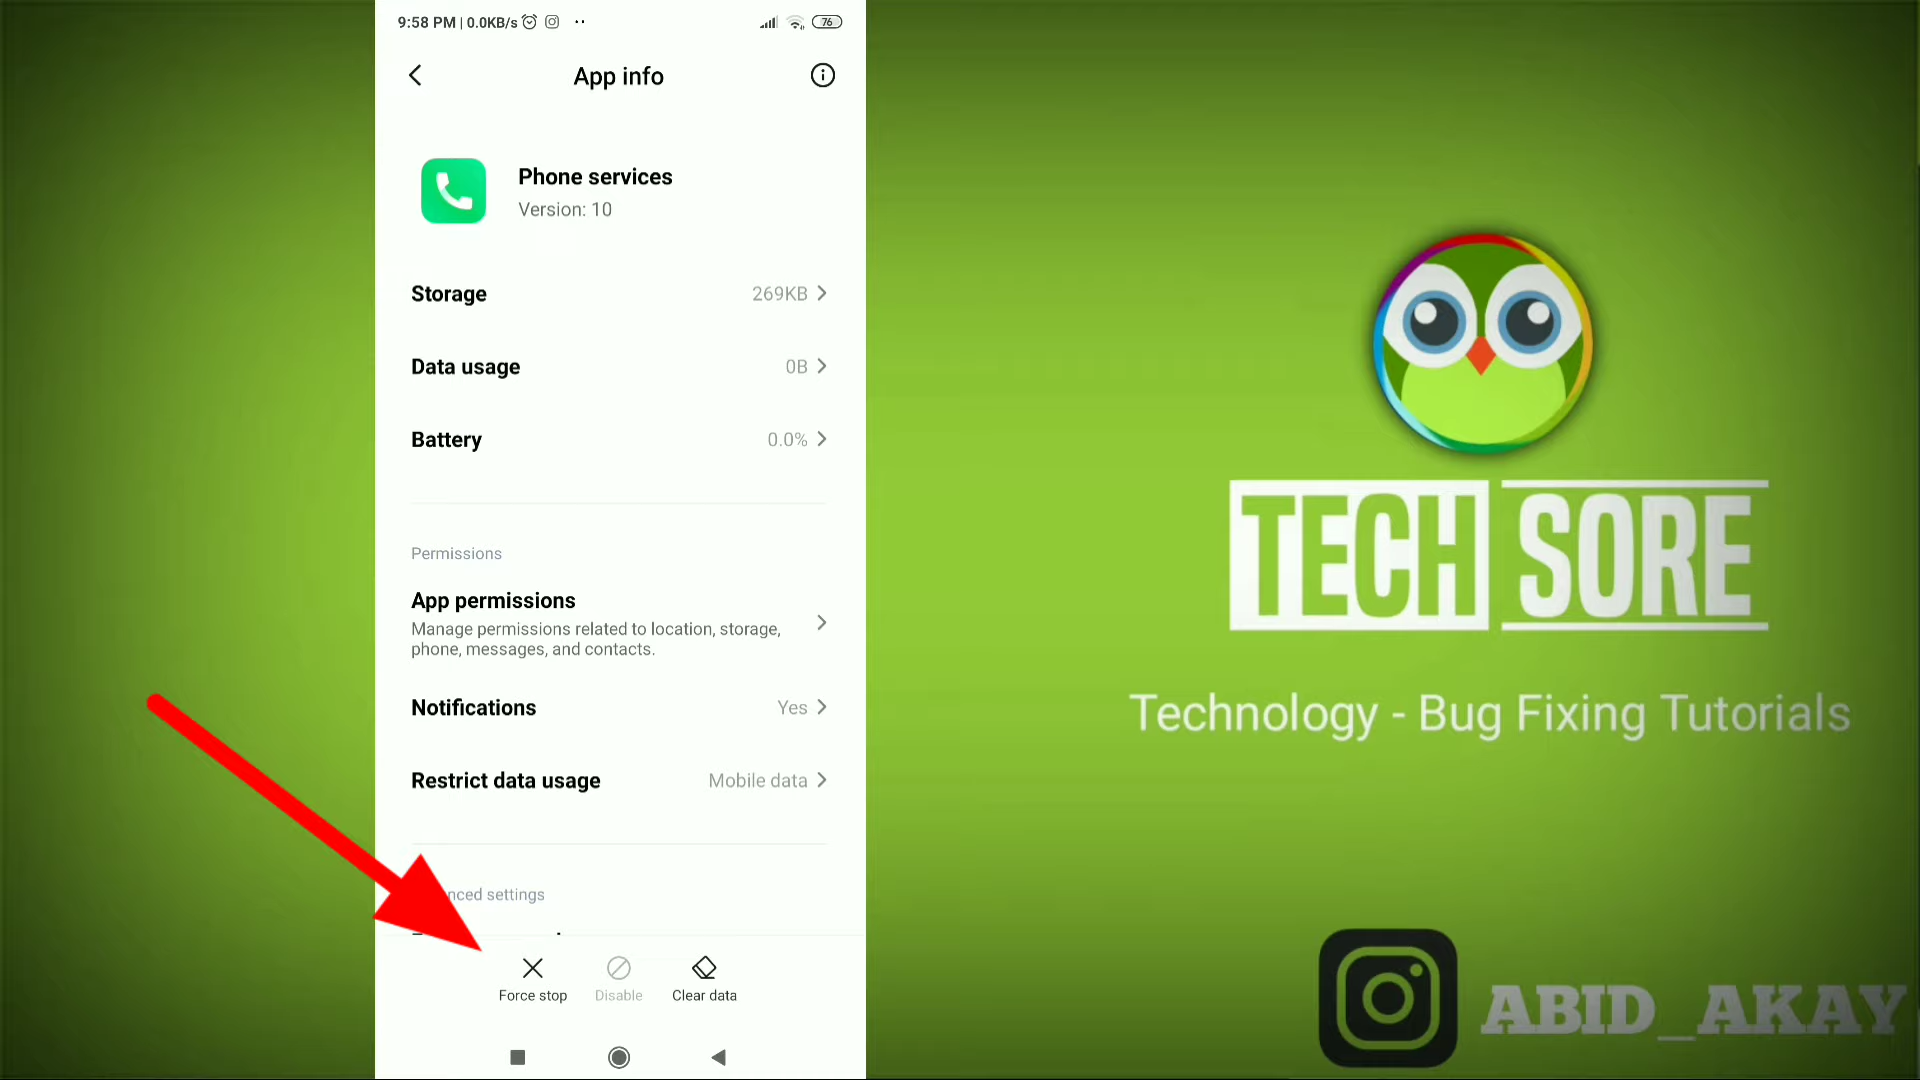 9:58 PM | 0.0KB/s
76
App info
Phone services
Version: 10
Storage 269KB
Data usage 0B
Battery 0.0%
Permissions
App permissions
Manage permissions related to location, storage,
phone, messages, and contacts.
Notifications Yes
Restrict data usage Mobile data
settings
Force stop Disable Clear data
TECH SORE
Technology - Bug Fixing Tutorials
ABID_AKAY